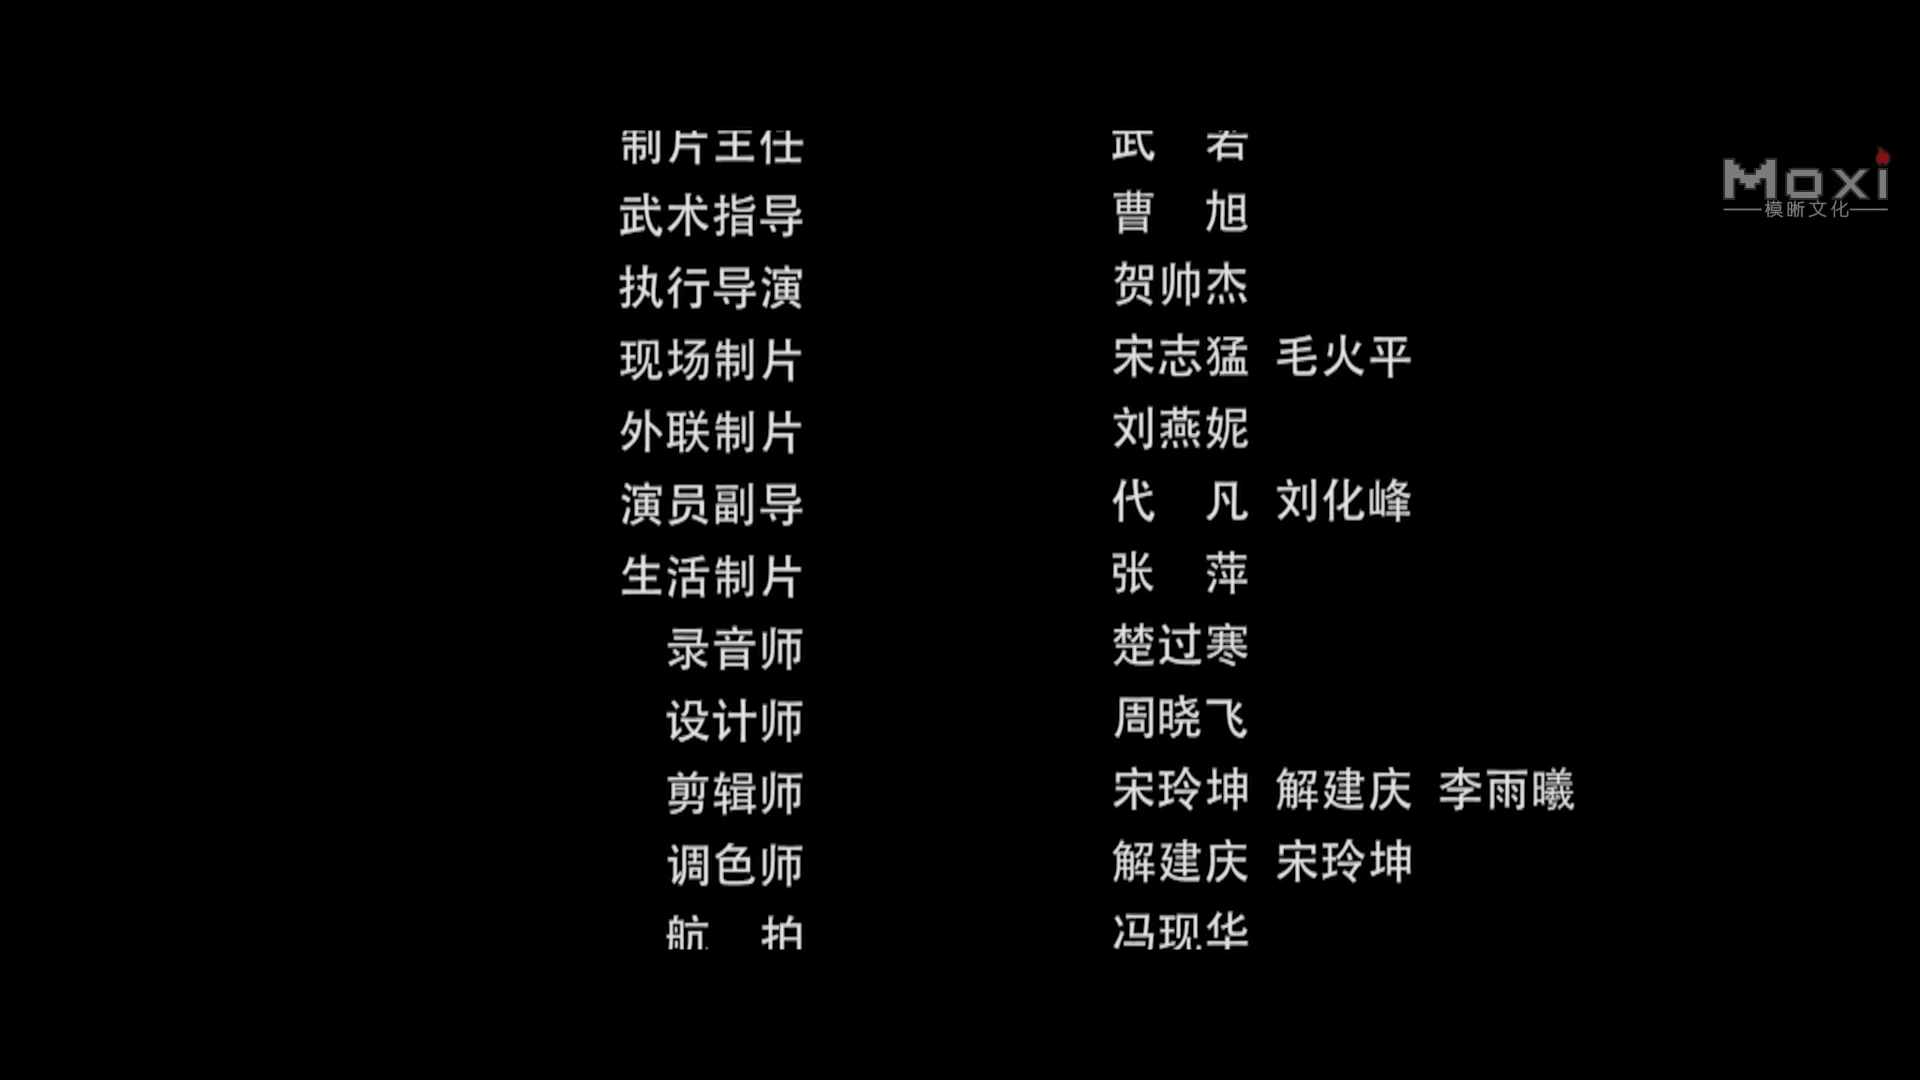 制片主任 武 若
武术指导 曹 旭
执行导演 贺帅杰
现场制片 宋志猛 毛火平
外联制片 刘燕妮
演员副导 代 凡 刘化峰
生活制片 张 萍
录音师 楚过寒
设计师 周晓飞
剪辑师 宋玲坤 解建庆 李雨曦
调色师 解建庆 宋玲坤
航 拍 冯现华
Moxi
模晰文化